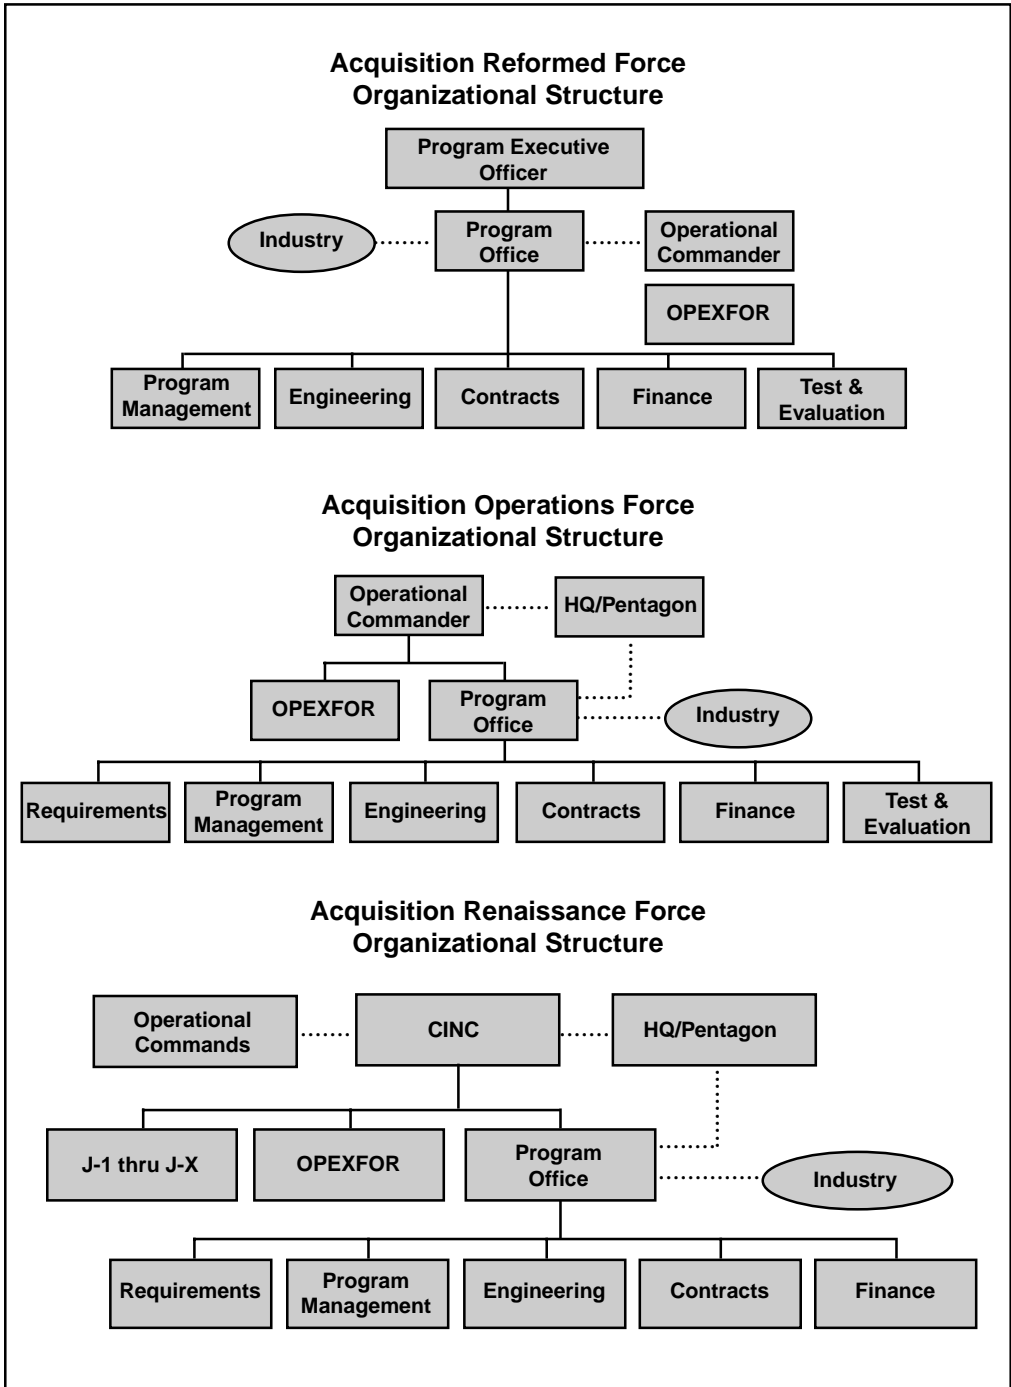 Acquisition Reformed Force
Organizational Structure
Program Executive
Officer
Industry
Program
Office
Operational
Commander
OPEXFOR
Program
Management
Engineering
Contracts
Finance
Test &
Evaluation
Acquisition Operations Force
Organizational Structure
Operational
Commander
HQ/Pentagon
OPEXFOR
Program
Office
Industry
Requirements
Program
Management
Engineering
Contracts
Finance
Test &
Evaluation
Acquisition Renaissance Force
Organizational Structure
Operational
Commands
CINC
HQ/Pentagon
J-1 thru J-X
OPEXFOR
Program
Office
Industry
Requirements
Program
Management
Engineering
Contracts
Finance